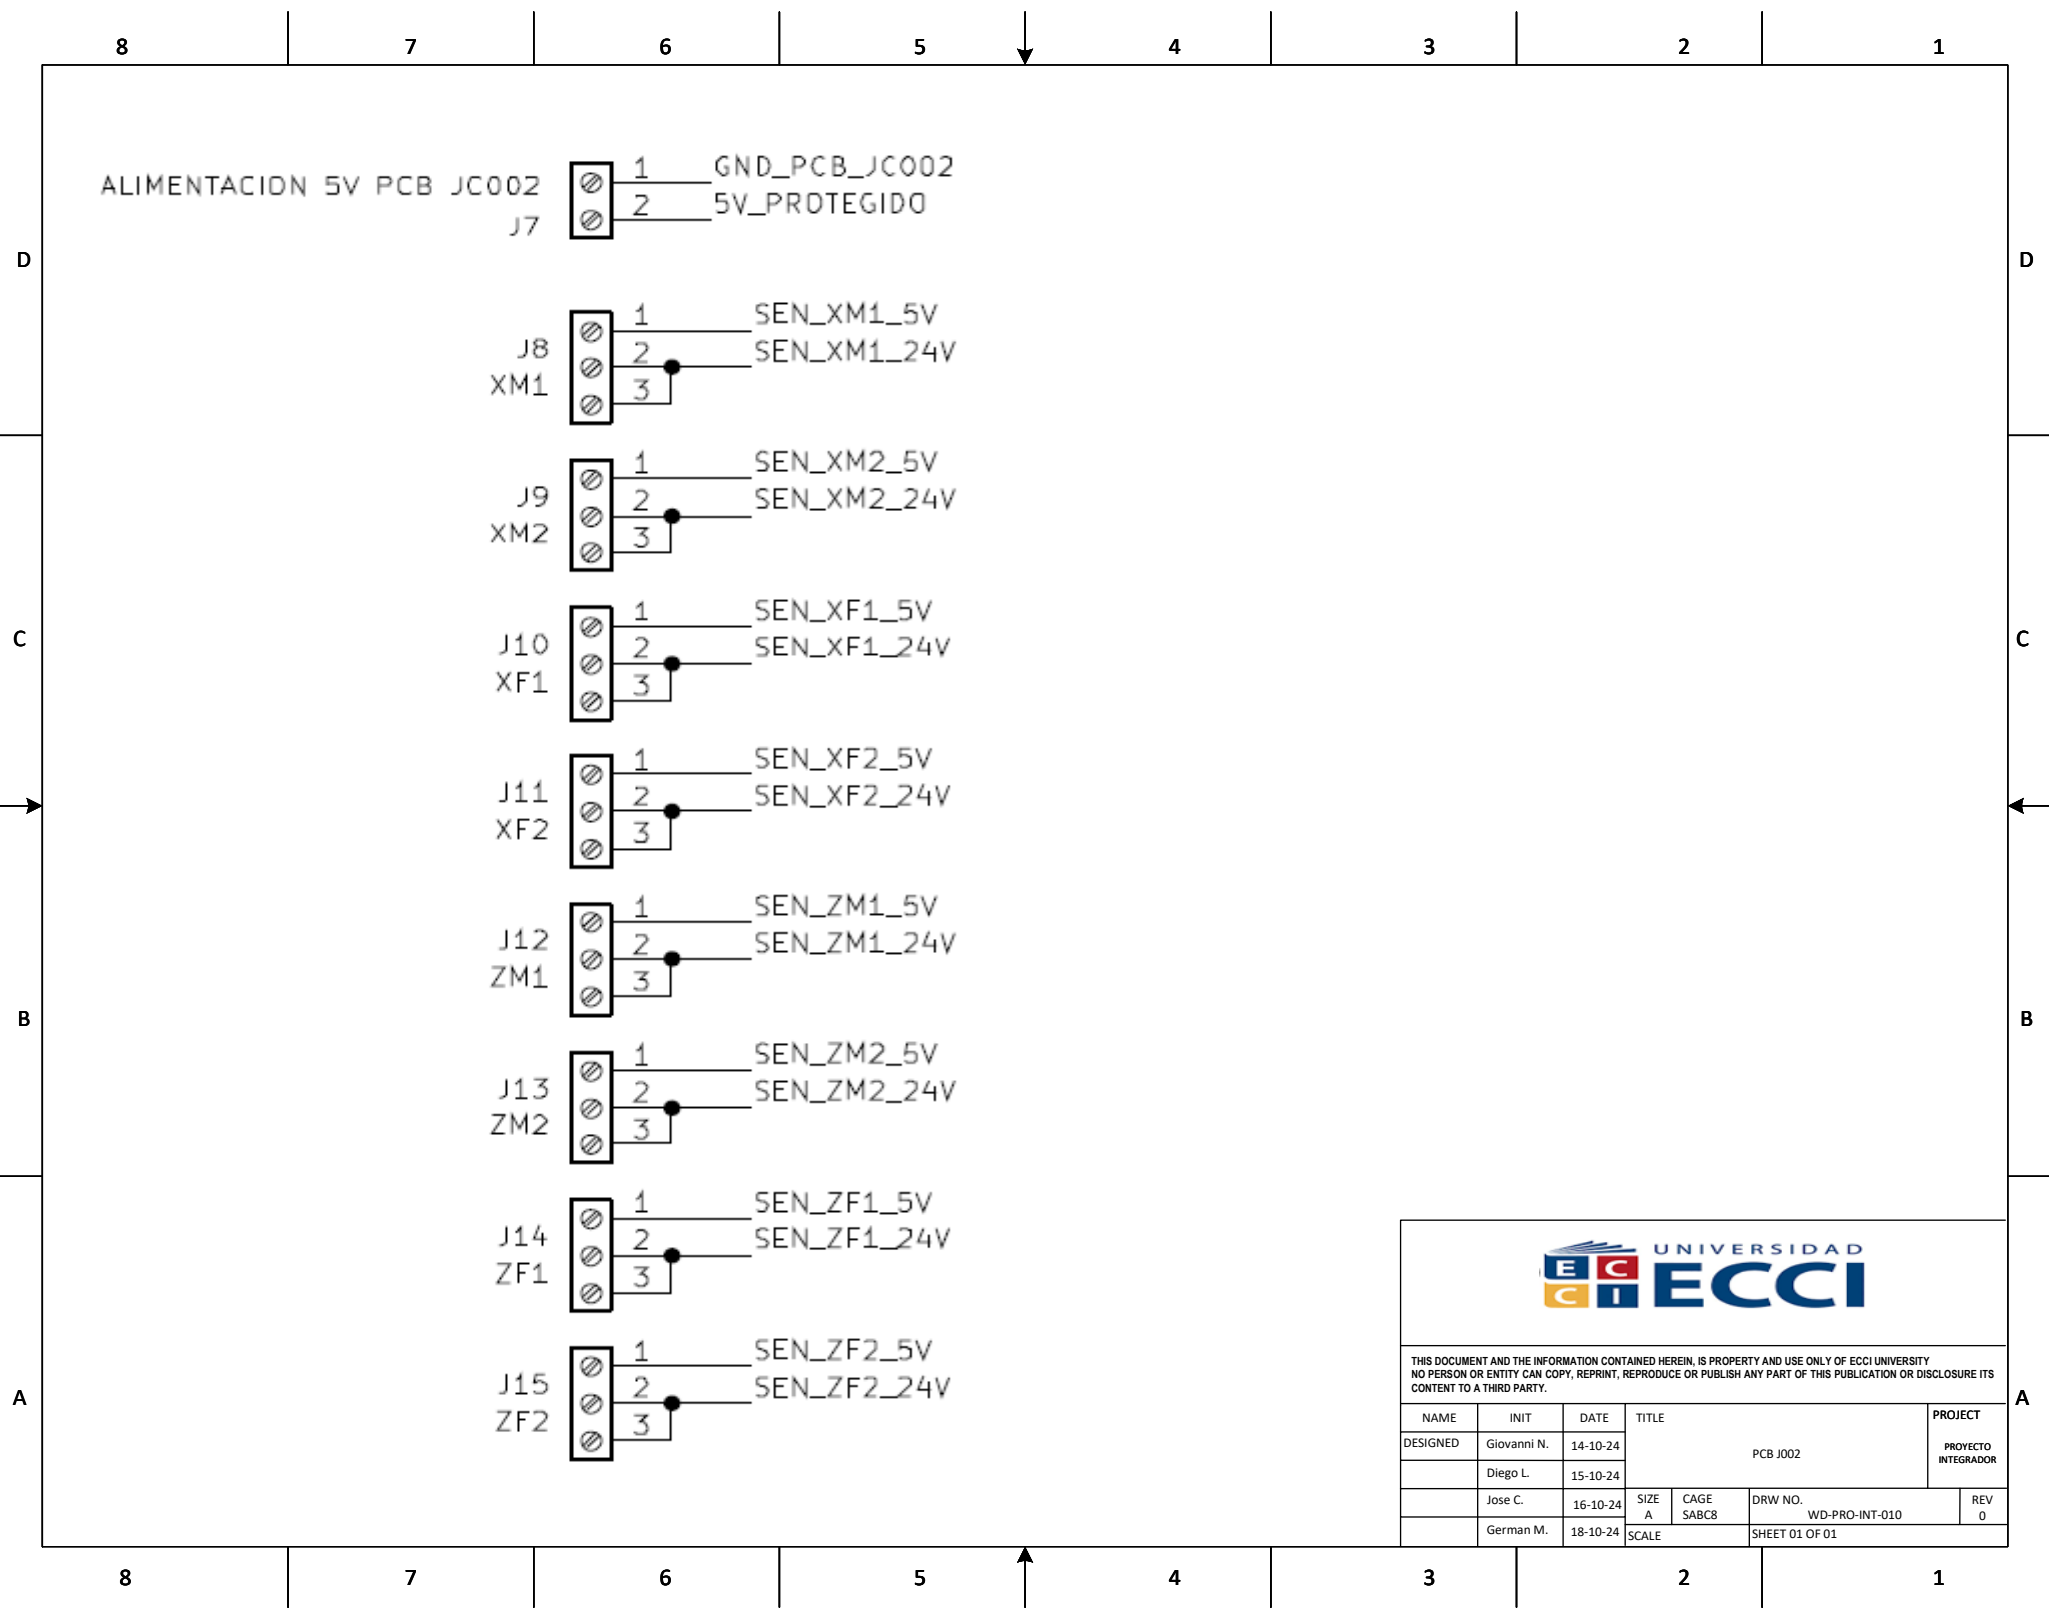 8 7 6 5 4 3 2 1
ALIMENTACION 5V PCB JC002
J7
1 GND_PCB_JC002
2 5V_PROTEGIDO
D D
J8
XM1
1 SEN_XM1_5V
2 SEN_XM1_24V
3
J9
XM2
1 SEN_XM2_5V
2 SEN_XM2_24V
3
C C
J10
XF1
1 SEN_XF1_5V
2 SEN_XF1_24V
3
J11
XF2
1 SEN_XF2_5V
2 SEN_XF2_24V
3
J12
ZM1
1 SEN_ZM1_5V
2 SEN_ZM1_24V
3
B B
J13
ZM2
1 SEN_ZM2_5V
2 SEN_ZM2_24V
3
J14
ZF1
1 SEN_ZF1_5V
2 SEN_ZF1_24V
3
J15
ZF2
1 SEN_ZF2_5V
2 SEN_ZF2_24V
3
A A
E C
C I
UNIVERSIDAD
ECCI
THIS DOCUMENT AND THE INFORMATION CONTAINED HEREIN, IS PROPERTY AND USE ONLY OF ECCI UNIVERSITY
NO PERSON OR ENTITY CAN COPY, REPRINT, REPRODUCE OR PUBLISH ANY PART OF THIS PUBLICATION OR DISCLOSURE ITS
CONTENT TO A THIRD PARTY.
NAME INIT DATE TITLE PROJECT
DESIGNED Giovanni N. 14-10-24
PCB J002
PROYECTO
INTEGRADOR
Diego L. 15-10-24
Jose C. 16-10-24
German M. 18-10-24
SIZE
A
CAGE
SABC8
DRW NO.
WD-PRO-INT-010
REV
0
SCALE
SHEET 01 OF 01
8 7 6 5 4 3 2 1